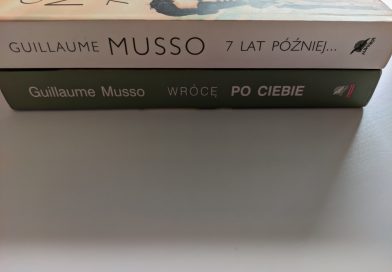 GUILLAUME MUSSO 7 LAT PÓŹNIEJ...
Guillaume Musso WRÓCĘ PO CIEBIE